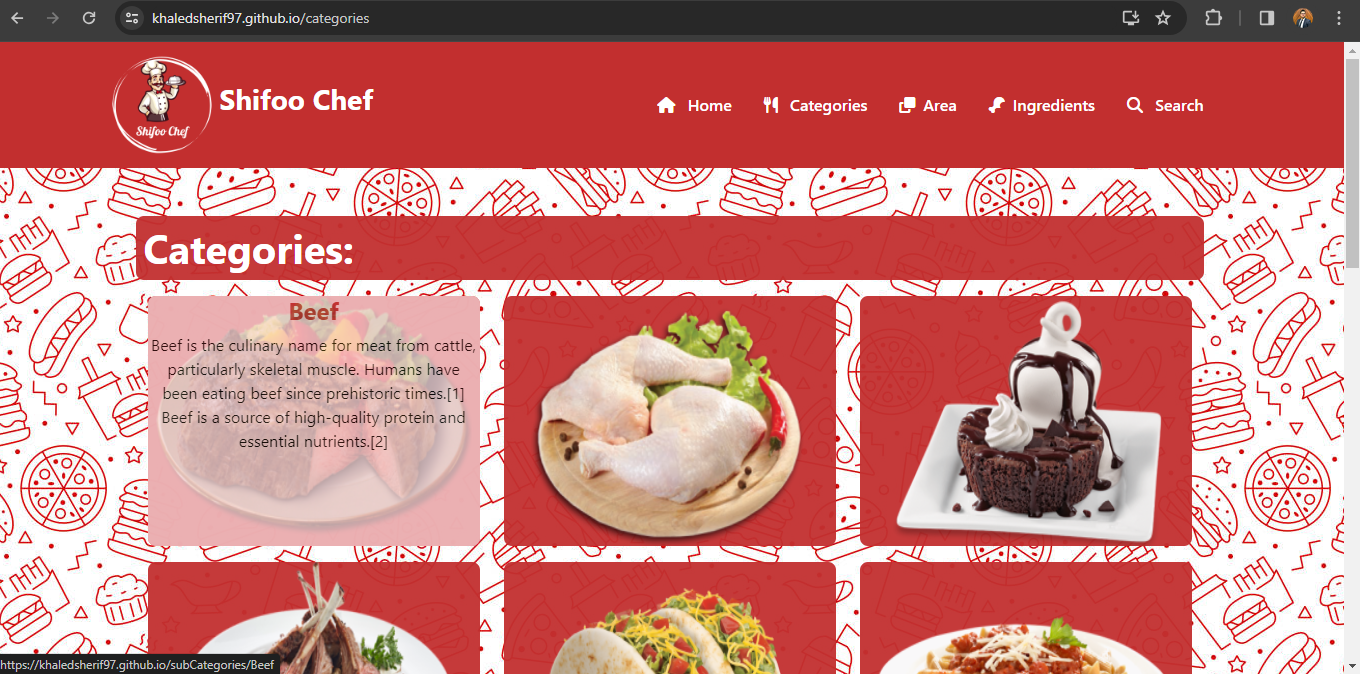 khaledsherif97.github.io/categories
Shifoo Chef
Shifoo Chef
Home
Categories
Area
Ingredients
Search
Categories:
Beef
Beef is the culinary name for meat from cattle,
particularly skeletal muscle. Humans have
been eating beef since prehistoric times.[1]
Beef is a source of high-quality protein and
essential nutrients.[2]
https://khaledsherif97.github.io/subCategories/Beef